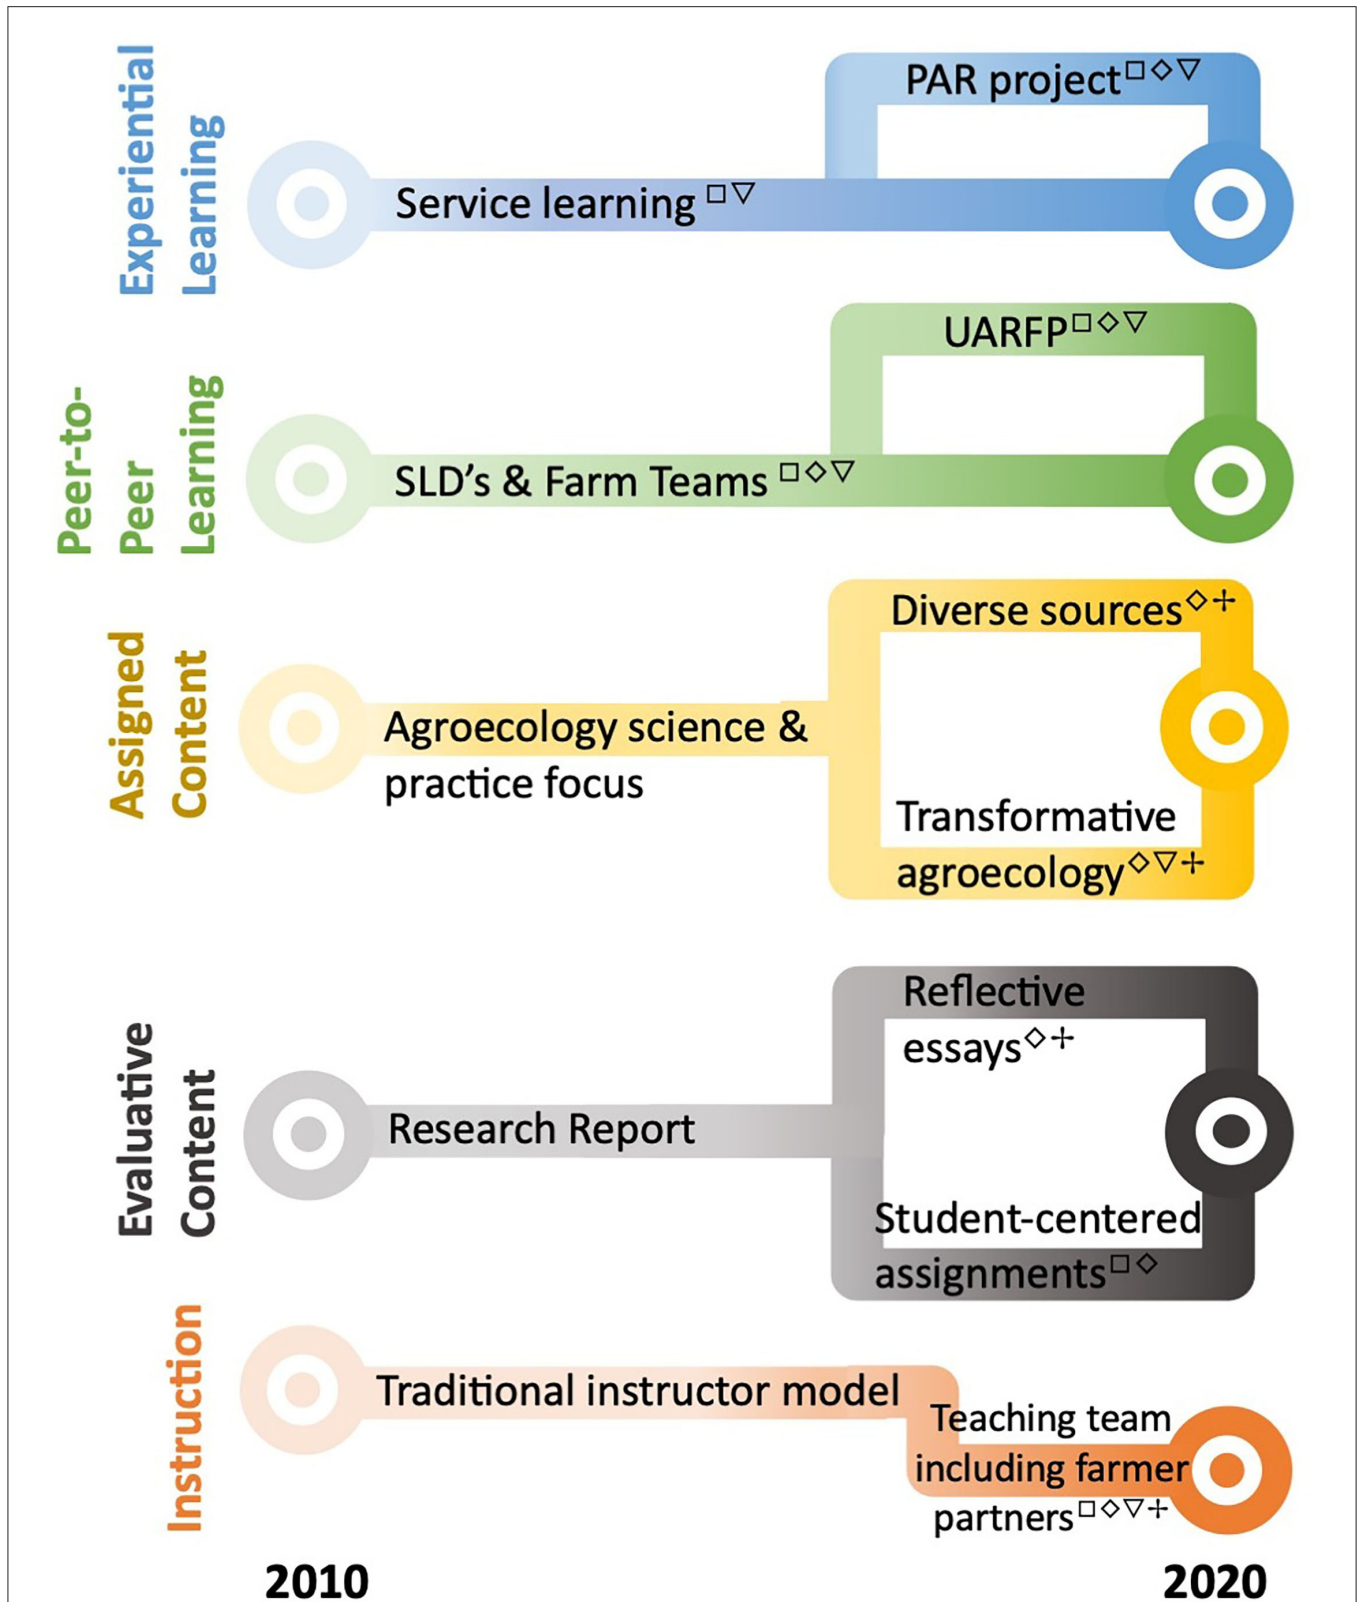 Experiential
Learning
PAR project□◇▽
Service learning □▽
Peer-to-
Peer
Learning
UARFP□◇▽
SLD's & Farm Teams □◇▽
Assigned
Content
Diverse sources◇✢
Agroecology science &
practice focus
Transformative
agroecology◇▽✢
Evaluative
Content
Reflective
essays◇✢
Research Report
Student-centered
assignments□◇
Instruction
Traditional instructor model
Teaching team
including farmer
partners□◇▽✢
2010
2020